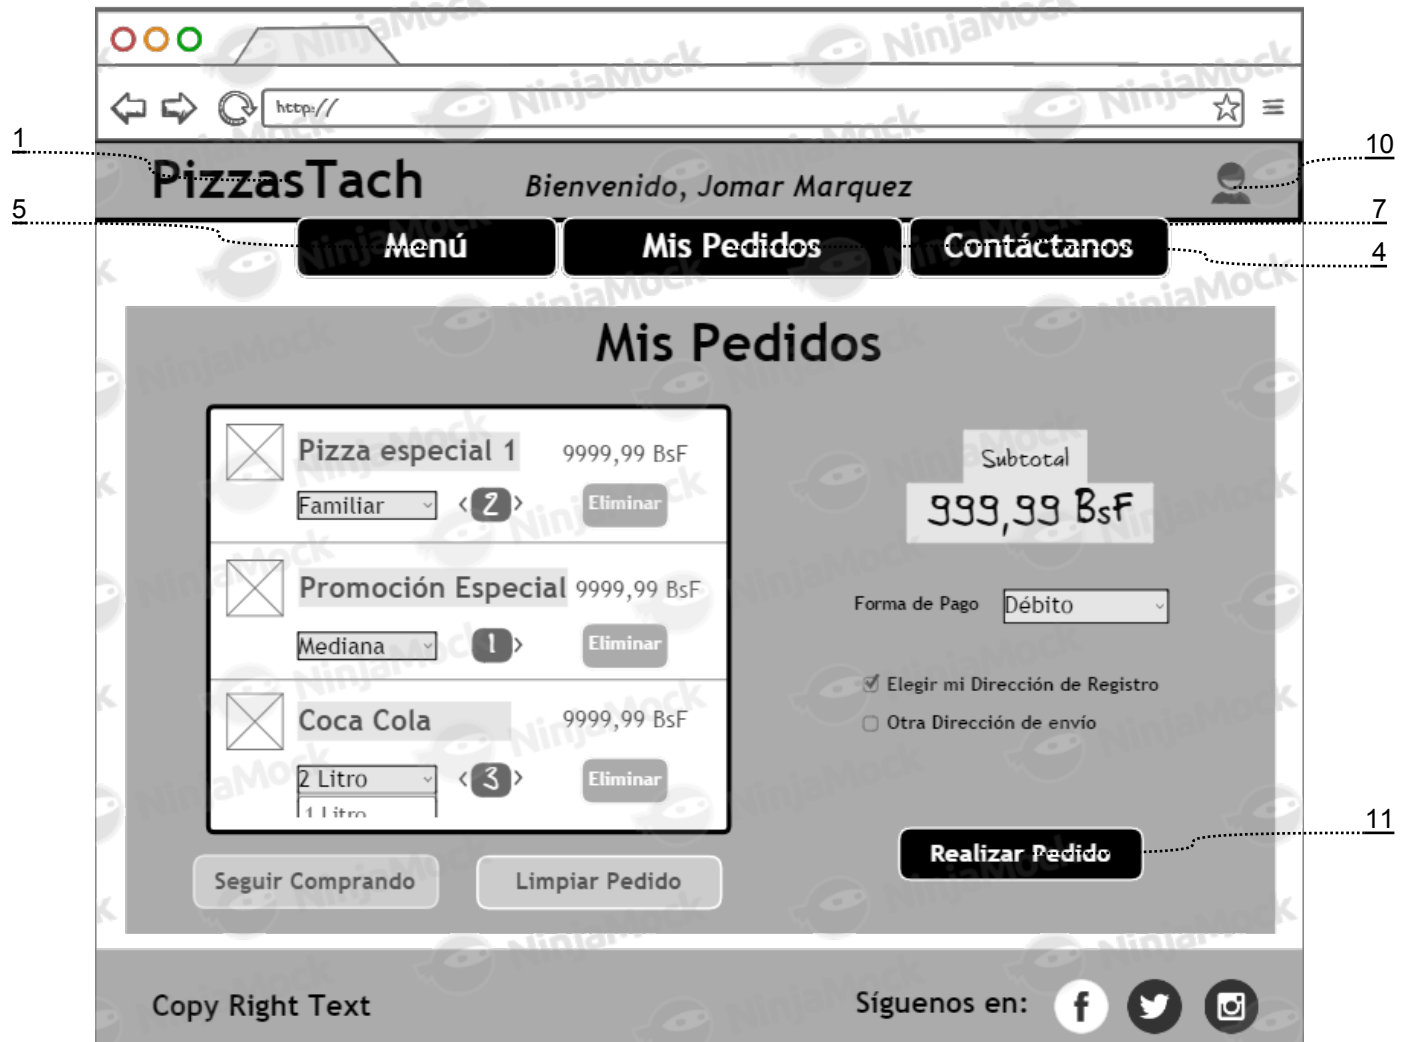 http://
1
PizzasTach
Bienvenido, Jomar Marquez
10
5
7
4
Menú
Mis Pedidos
Contáctanos
Mis Pedidos
Pizza especial 1
9999,99 BsF
Familiar
< 2 >
Eliminar
Promoción Especial
9999,99 BsF
Mediana
1 >
Eliminar
Coca Cola
9999,99 BsF
2 Litro
< 3 >
Eliminar
1 Litro
Seguir Comprando
Limpiar Pedido
Subtotal
999,99 BsF
Forma de Pago
Débito
Elegir mi Dirección de Registro
Otra Dirección de envío
Realizar Pedido
11
Copy Right Text
Síguenos en:
f
NinjaMock